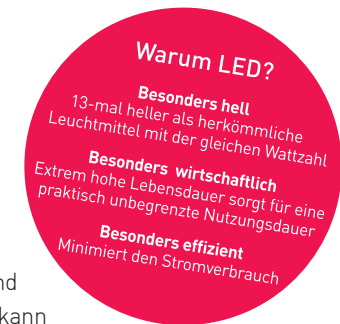 Warum LED?
Besonders hell
13-mal heller als herkömmliche
Leuchtmittel mit der gleichen Wattzahl
Besonders wirtschaftlich
Extrem hohe Lebensdauer sorgt für eine
praktisch unbegrenzte Nutzungsdauer
Besonders effizient
Minimiert den Stromverbrauch
kann